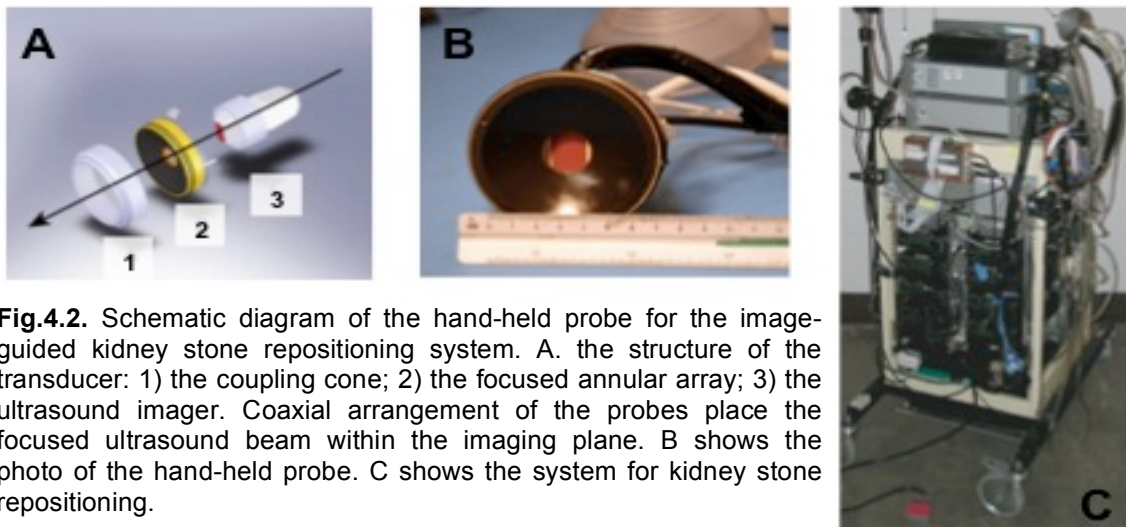 A
B
1
2
3
C
Fig.4.2. Schematic diagram of the hand-held probe for the image-
guided kidney stone repositioning system. A. the structure of the
transducer: 1) the coupling cone; 2) the focused annular array; 3) the
ultrasound imager. Coaxial arrangement of the probes place the
focused ultrasound beam within the imaging plane. B shows the
photo of the hand-held probe. C shows the system for kidney stone
repositioning.